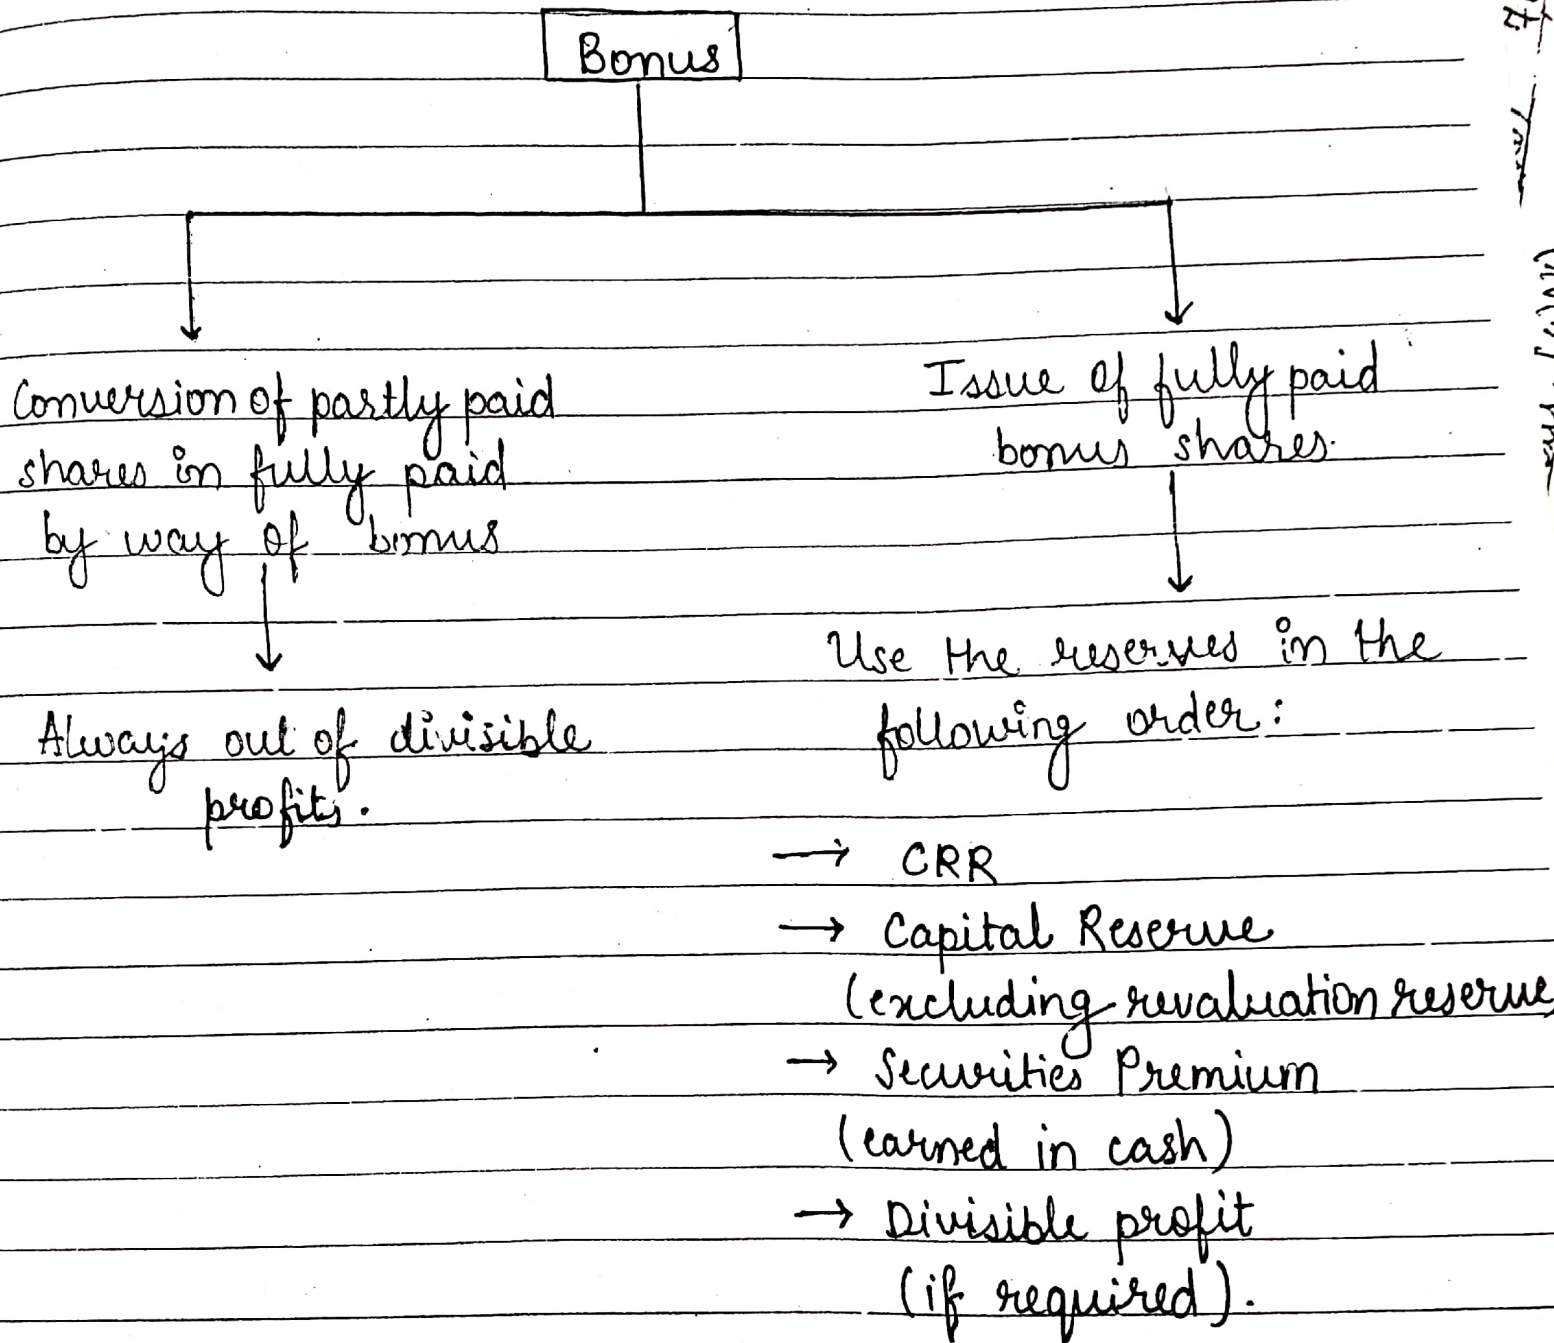 Bonus
Conversion of partly paid
shares in fully paid
by way of bonus
Always out of divisible
profits.
Issue of fully paid
bonus shares.
Use the reserves in the
following order:
→ CRR
→ Capital Reserve
(excluding revaluation reserve
→ Securities Premium
(earned in cash)
→ Divisible profit
(if required).